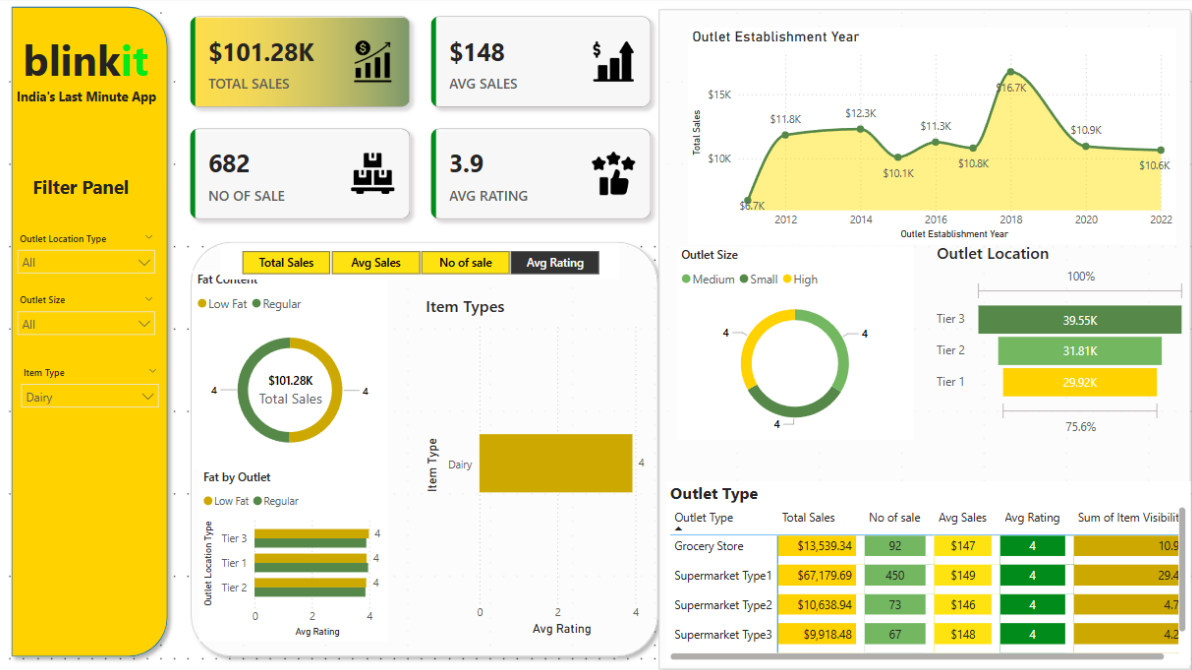 blinkit
India's Last Minute App
Filter Panel
Outlet Location Type
All
Outlet Size
All
Item Type
Dairy
$101.28K
TOTAL SALES
$148
AVG SALES
682
NO OF SALE
3.9
AVG RATING
Total Sales Avg Sales No of sale Avg Rating
Fat Content
Low Fat Regular
4
$101.28K
Total Sales
4
Fat by Outlet
Low Fat Regular
Outlet Location Type
Tier 3 4
Tier 1 4
Tier 2 4
0 2 4
Avg Rating
Item Types
Item Type
Dairy 4
0 2 4
Avg Rating
Outlet Establishment Year
Total Sales
$15K
$10K
$6.7K
$11.8K
$12.3K
$10.1K
$11.3K
$10.8K
$16.7K
$10.9K
$10.6K
2012 2014 2016 2018 2020 2022
Outlet Establishment Year
Outlet Size
Medium Small High
4
4
4
Outlet Location
100%
Tier 3 39.55K
Tier 2 31.81K
Tier 1 29.92K
75.6%
Outlet Type
Outlet Type Total Sales No of sale Avg Sales Avg Rating Sum of Item Visibilit
Grocery Store $13,539.34 92 $147 4 10.9
Supermarket Type1 $67,179.69 450 $149 4 29.4
Supermarket Type2 $10,638.94 73 $146 4 4.7
Supermarket Type3 $9,918.48 67 $148 4 4.2